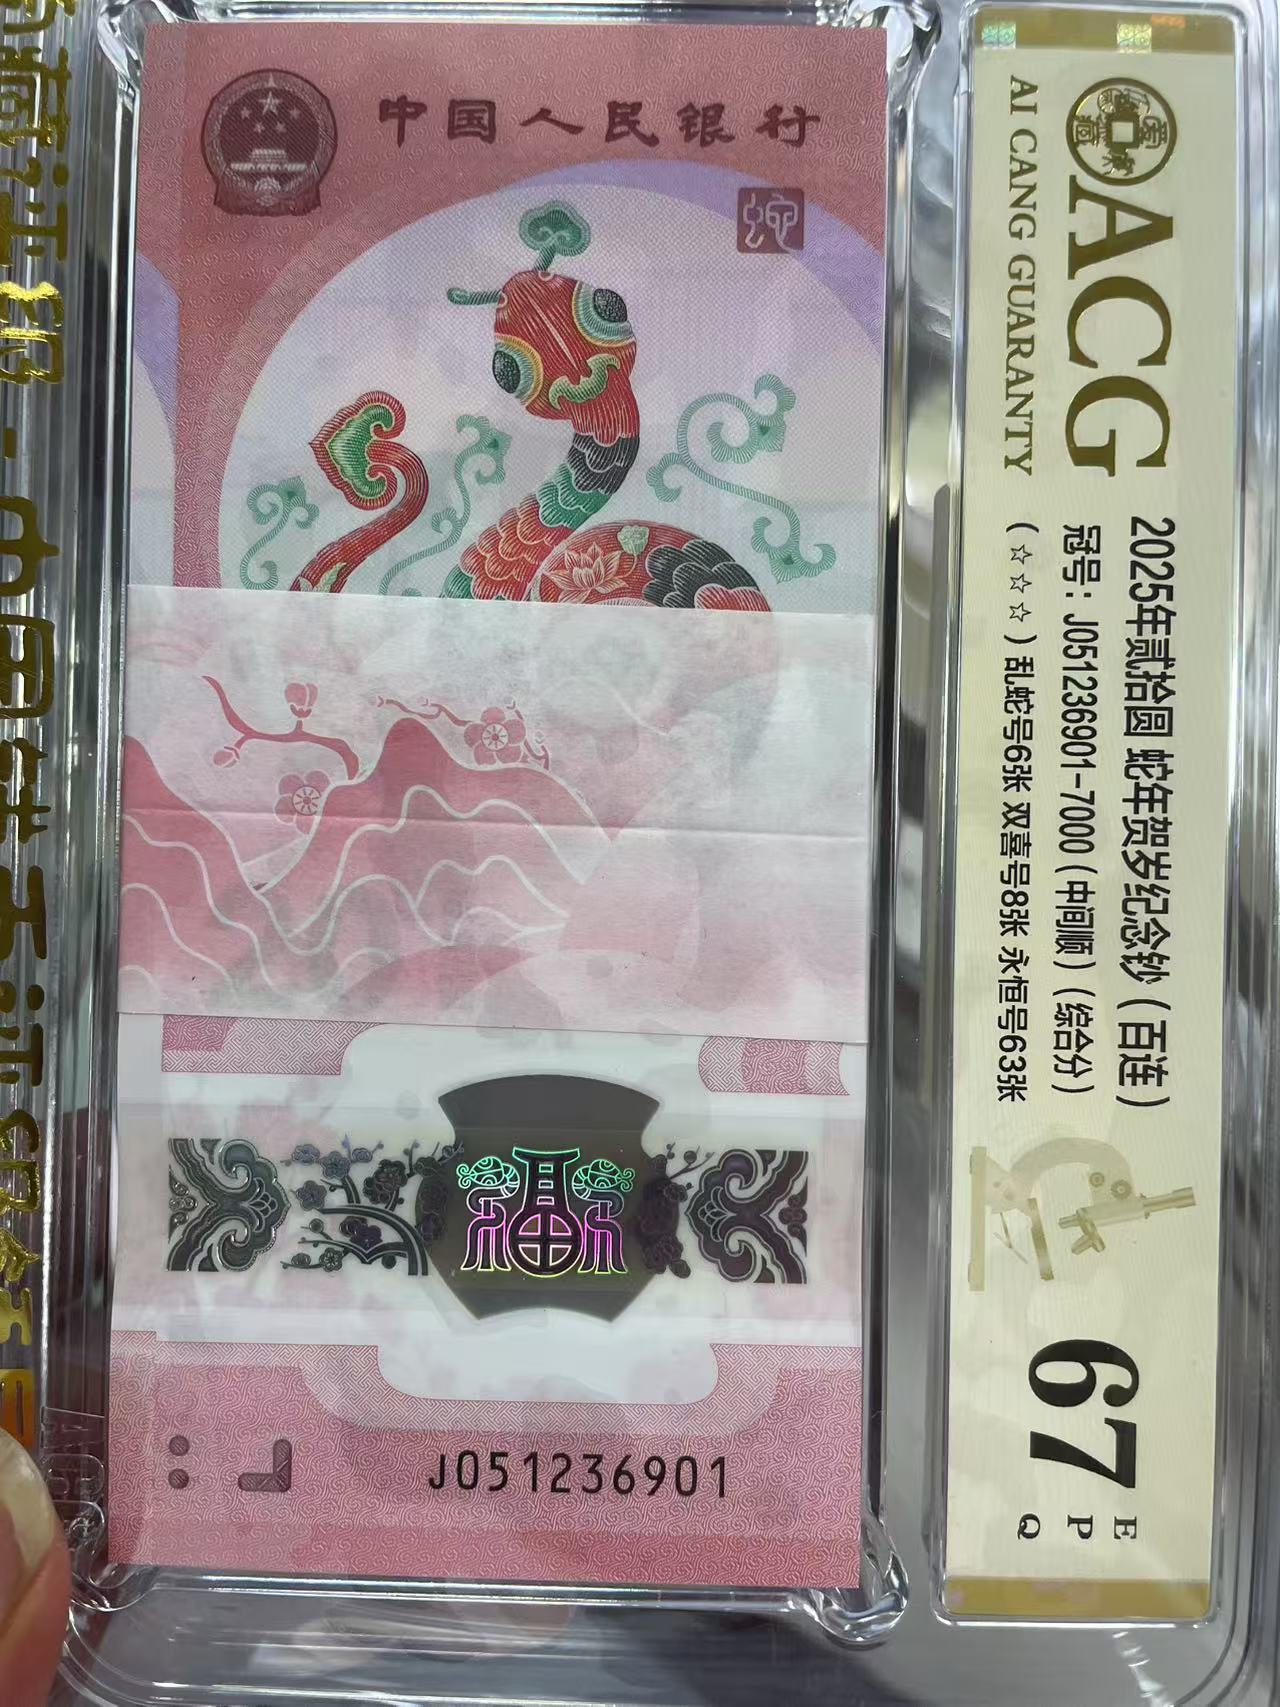 中国人民银行
蛇
J051236901
ACG
AI CANG GUARANTY
2025年贰拾圆 蛇年贺岁纪念钞（百连）
冠号：J051236901-7000（中间顺）（综合分）
（☆☆☆）乱蛇号6张 双喜号8张 永恒号63张
67
E
P
Q